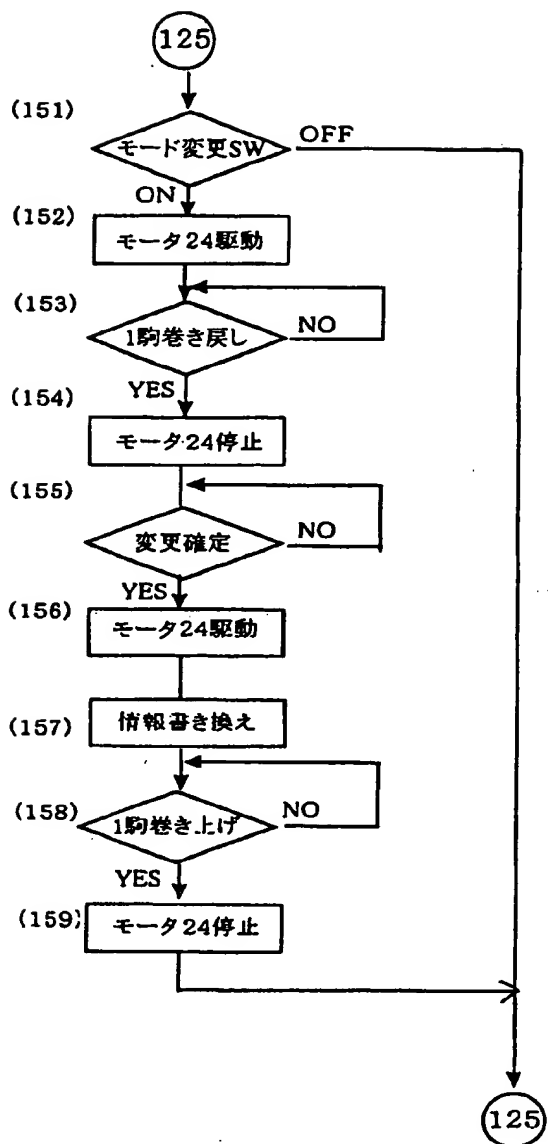 125
(151)
モード変更SW
OFF
ON
(152)
モータ24駆動
(153)
1駒巻き戻し
NO
YES
(154)
モータ24停止
(155)
変更確定
NO
YES
(156)
モータ24駆動
(157)
情報書き換え
(158)
1駒巻き上げ
NO
YES
(159)
モータ24停止
125